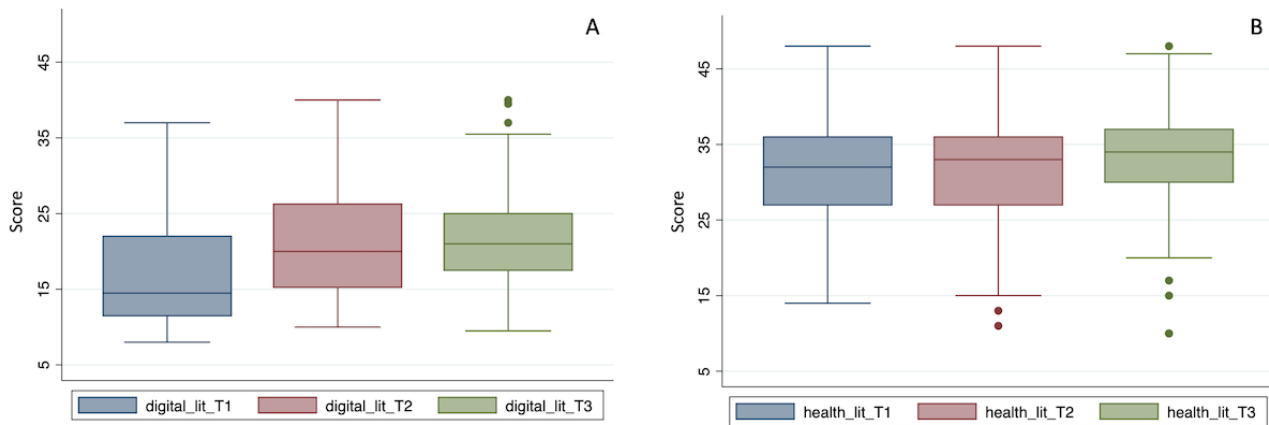 A
Score
45
35
25
15
5
digital_lit_T1 digital_lit_T2 digital_lit_T3
B
Score
45
35
25
15
5
health_lit_T1 health_lit_T2 health_lit_T3